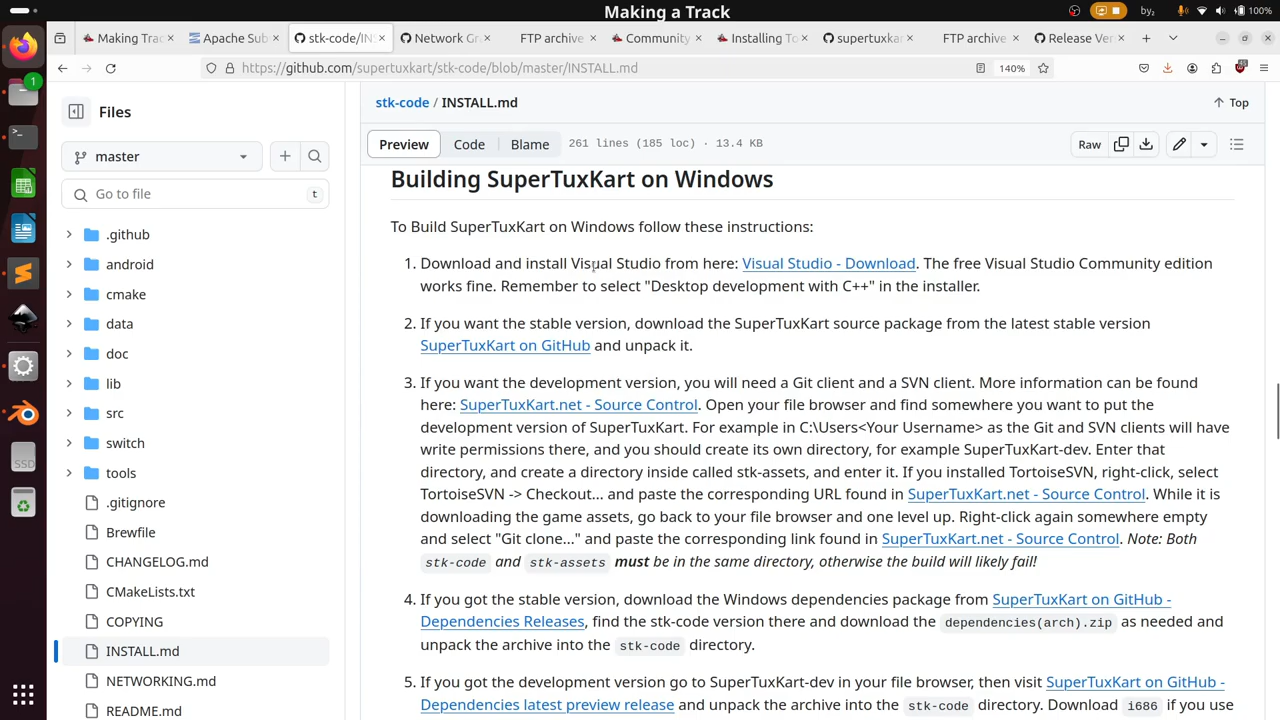 Making a Track
by₂
100%
Making Trac
Apache Sub
stk-code/IN
Network Gr
FTP archive
Community
Installing To
supertuxkar
FTP archive
Release Ver
https://github.com/supertuxkart/stk-code/blob/master/INSTALL.md
140%
Files
master
Go to file
t
.github
android
cmake
data
doc
lib
src
switch
tools
.gitignore
Brewfile
CHANGELOG.md
CMakeLists.txt
COPYING
INSTALL.md
NETWORKING.md
README.md
1
SSD
stk-code / INSTALL.md
Top
Preview
Code
Blame
261 lines (185 loc) · 13.4 KB
Raw
Building SuperTuxKart on Windows
To Build SuperTuxKart on Windows follow these instructions:
1. Download and install Visual Studio from here: Visual Studio - Download. The free Visual Studio Community edition
works fine. Remember to select "Desktop development with C++" in the installer.
2. If you want the stable version, download the SuperTuxKart source package from the latest stable version
SuperTuxKart on GitHub and unpack it.
3. If you want the development version, you will need a Git client and a SVN client. More information can be found
here: SuperTuxKart.net - Source Control. Open your file browser and find somewhere you want to put the
development version of SuperTuxKart. For example in C:\Users<Your Username> as the Git and SVN clients will have
write permissions there, and you should create its own directory, for example SuperTuxKart-dev. Enter that
directory, and create a directory inside called stk-assets, and enter it. If you installed TortoiseSVN, right-click, select
TortoiseSVN -> Checkout... and paste the corresponding URL found in SuperTuxKart.net - Source Control. While it is
downloading the game assets, go back to your file browser and one level up. Right-click again somewhere empty
and select "Git clone..." and paste the corresponding link found in SuperTuxKart.net - Source Control. Note: Both
stk-code and stk-assets must be in the same directory, otherwise the build will likely fail!
4. If you got the stable version, download the Windows dependencies package from SuperTuxKart on GitHub -
Dependencies Releases, find the stk-code version there and download the dependencies(arch).zip as needed and
unpack the archive into the stk-code directory.
5. If you got the development version go to SuperTuxKart-dev in your file browser, then visit SuperTuxKart on GitHub -
Dependencies latest preview release and unpack the archive into the stk-code directory. Download i686 if you use